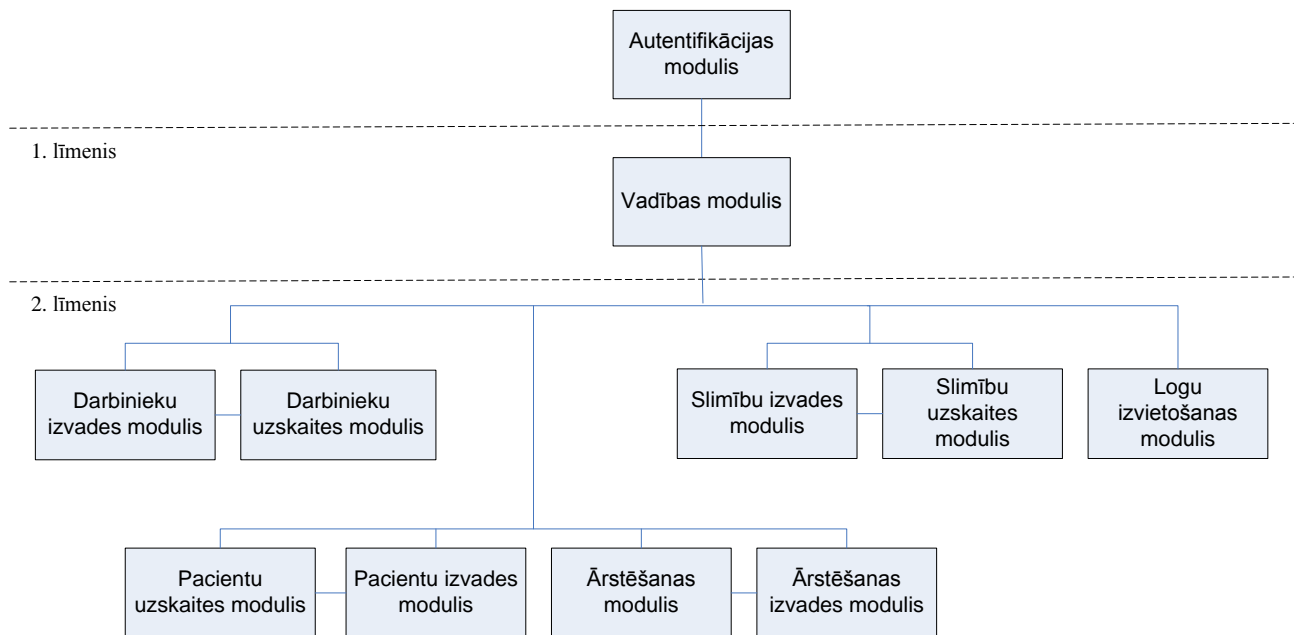 Autentifikācijas
modulis
1. līmenis
Vadības modulis
2. līmenis
Darbinieku
izvades modulis
Darbinieku
uzskaites modulis
Slimību izvades
modulis
Slimību
uzskaites
modulis
Logu
izvietošanas
modulis
Pacientu
uzskaites modulis
Pacientu izvades
modulis
Ārstēšanas
modulis
Ārstēšanas
izvades modulis